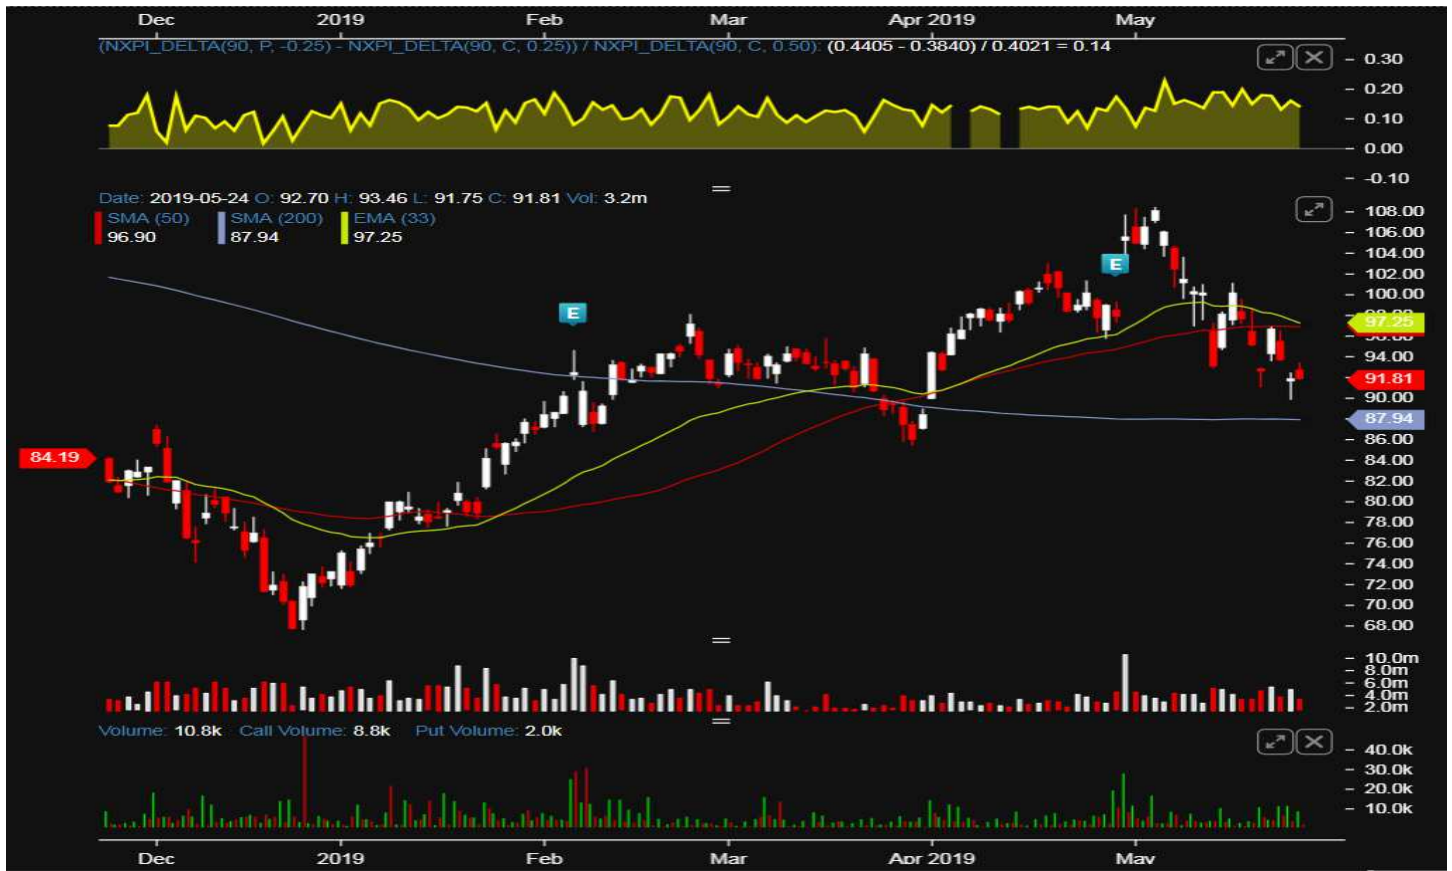 Dec 2019 Feb Mar Apr 2019 May
(NXPI_DELTA(90, P, -0.25) - NXPI_DELTA(90, C, 0.25)) / NXPI_DELTA(90, C, 0.50): (0.4405 - 0.3840) / 0.4021 = 0.14
0.30
0.20
0.10
0.00
-0.10
Date: 2019-05-24 O: 92.70 H: 93.46 L: 91.75 C: 91.81 Vol: 3.2m
SMA (50) SMA (200) EMA (33)
96.90 87.94 97.25
108.00
106.00
104.00
E
102.00
100.00
E
97.25
94.00
91.81
90.00
87.94
86.00
84.19
84.00
82.00
80.00
78.00
76.00
74.00
72.00
70.00
68.00
10.0m
8.0m
6.0m
4.0m
2.0m
Volume: 10.8k Call Volume: 8.8k Put Volume: 2.0k
40.0k
30.0k
20.0k
10.0k
Dec 2019 Feb Mar Apr 2019 May